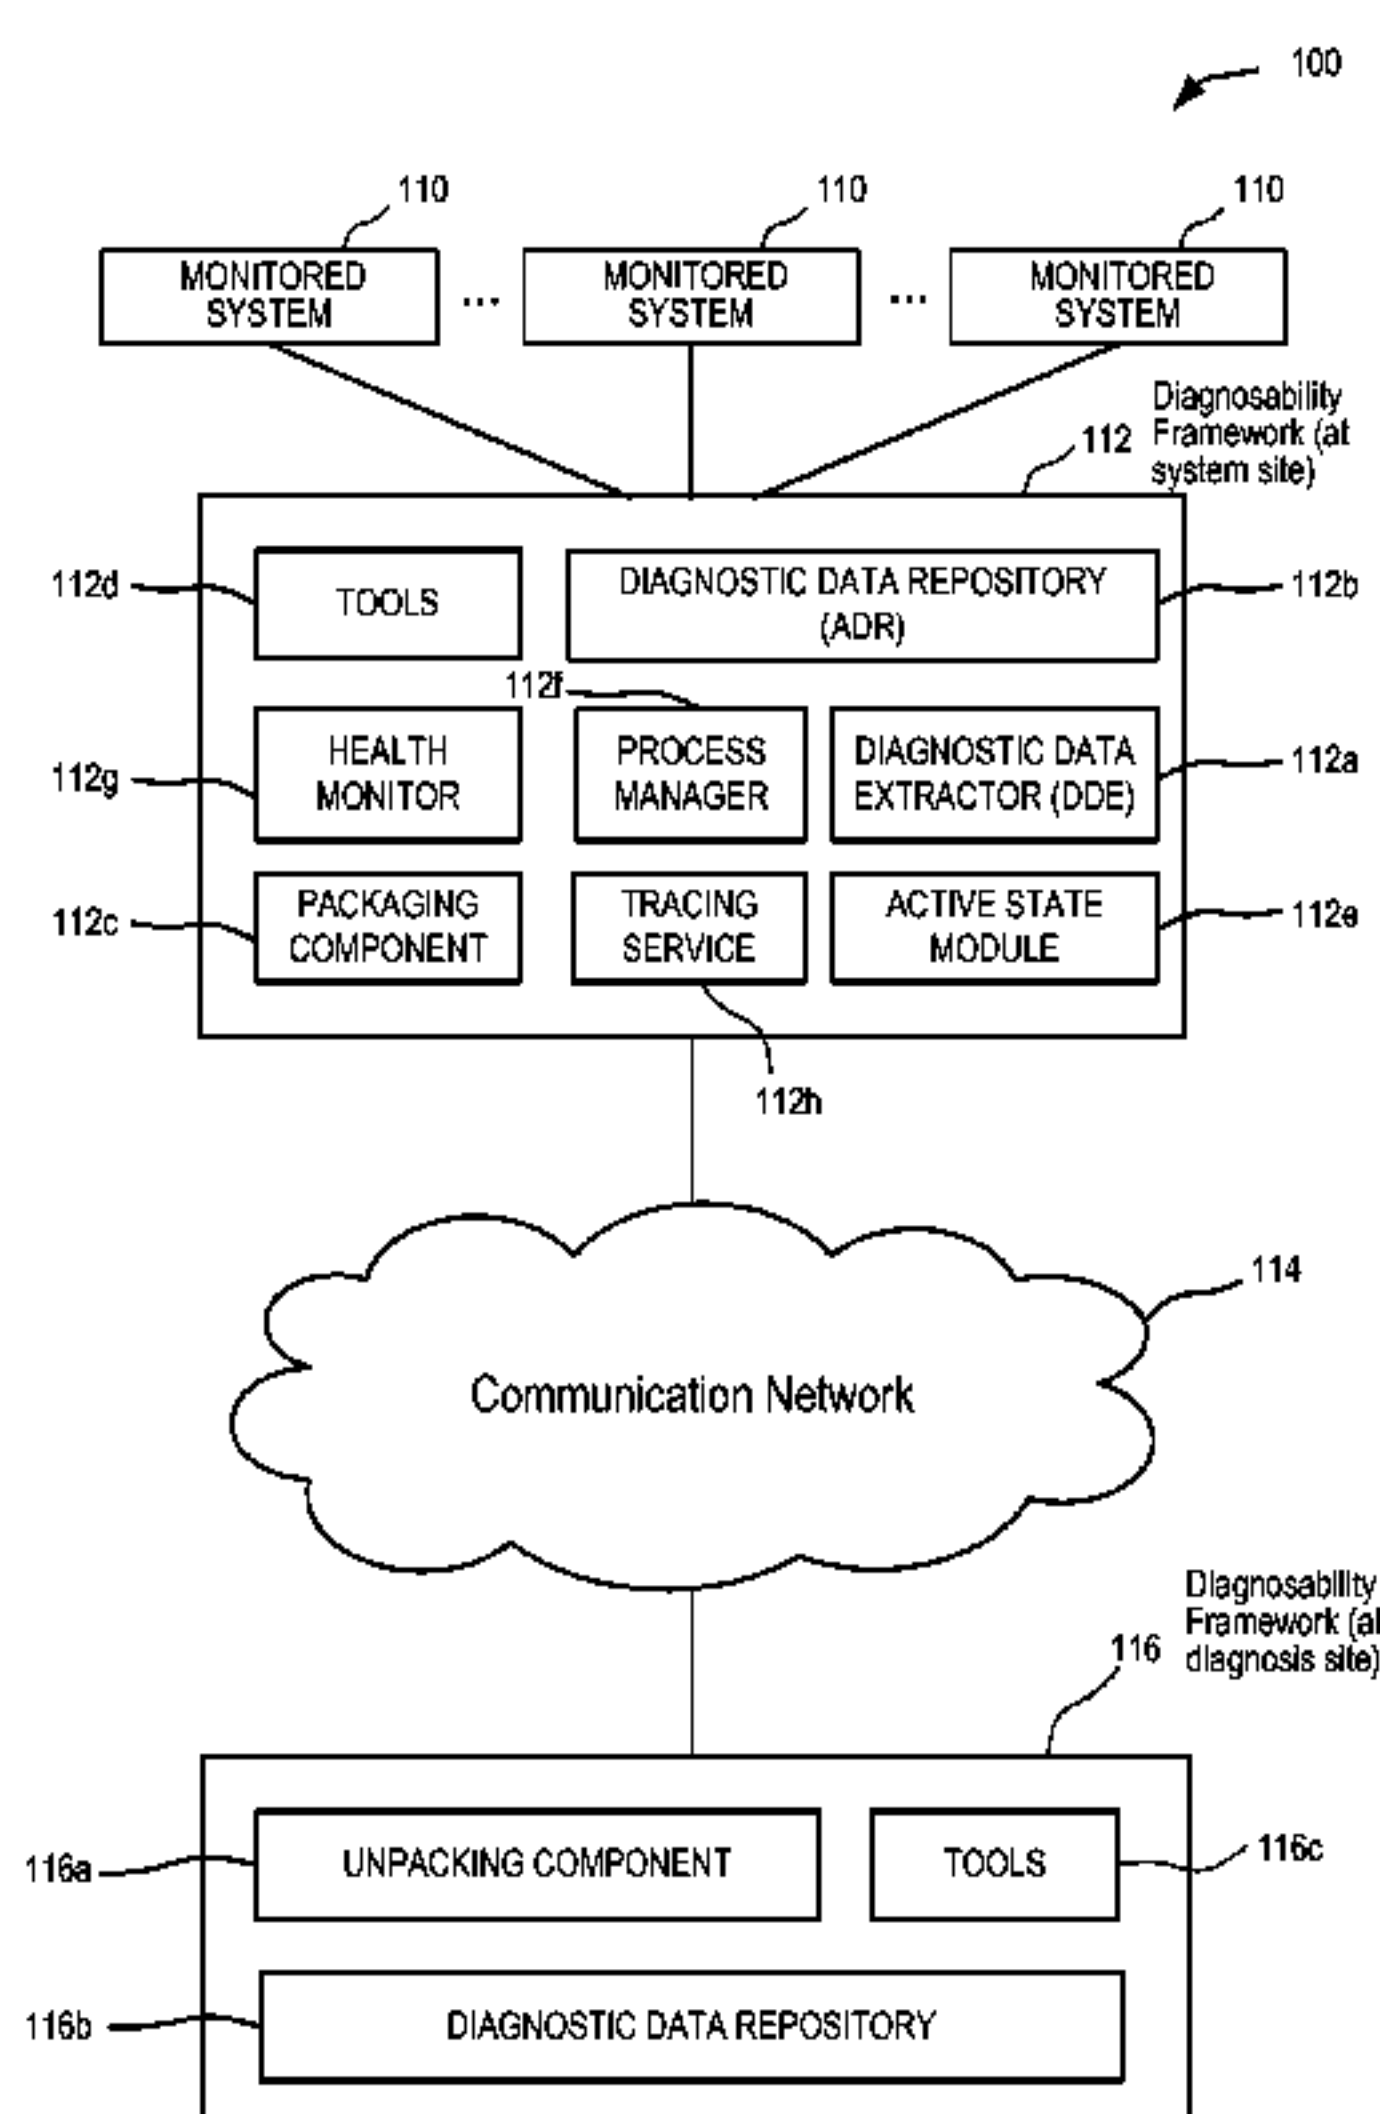 100
110
110
110
MONITORED
SYSTEM
...
MONITORED
SYSTEM
...
MONITORED
SYSTEM
Diagnosability
Framework (at
system site)
112
112d
TOOLS
DIAGNOSTIC DATA REPOSITORY
(ADR)
112b
112f
112g
HEALTH
MONITOR
PROCESS
MANAGER
DIAGNOSTIC DATA
EXTRACTOR (DDE)
112a
112c
PACKAGING
COMPONENT
TRACING
SERVICE
ACTIVE STATE
MODULE
112e
112h
114
Communication Network
Diagnosability
Framework (at
diagnosis site)
116
116a
UNPACKING COMPONENT
TOOLS
116c
116b
DIAGNOSTIC DATA REPOSITORY